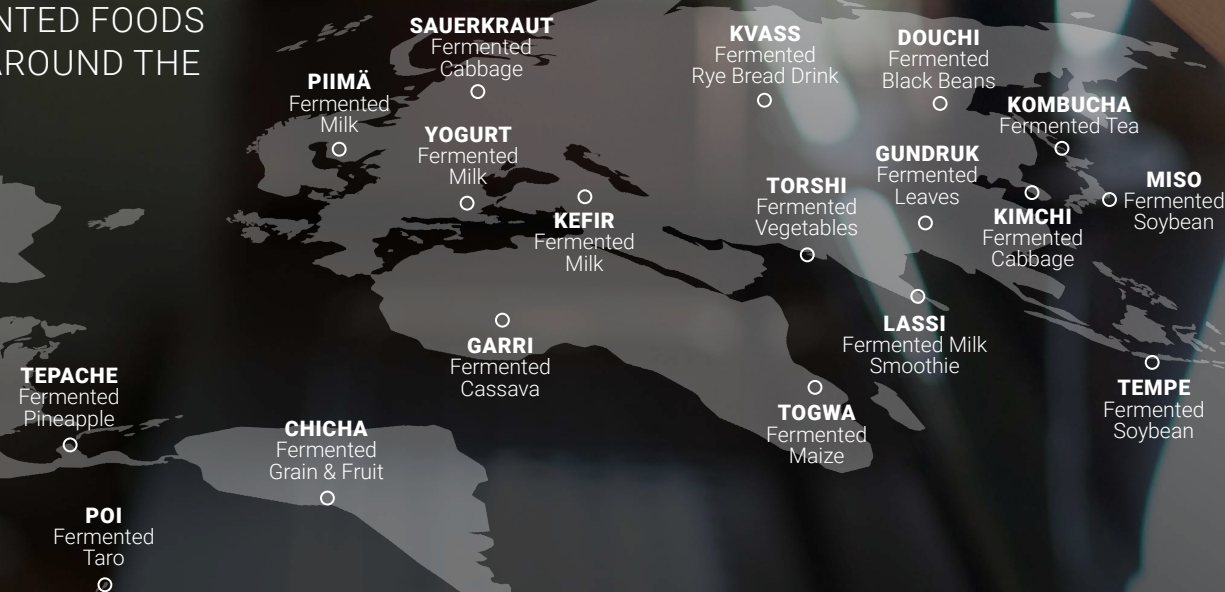 NTED FOODS
ROUND THE
SAUERKRAUT
Fermented
Cabbage
KVASS
Fermented
Rye Bread Drink
DOUCHI
Fermented
Black Beans
PIIMÄ
Fermented
Milk
KOMBUCHA
Fermented Tea
YOGURT
Fermented
Milk
GUNDRUK
Fermented
Leaves
MISO
Fermented
Soybean
TORSHI
Fermented
Vegetables
KEFIR
Fermented
Milk
KIMCHI
Fermented
Cabbage
LASSI
Fermented Milk
Smoothie
GARRI
Fermented
Cassava
TEPACHE
Fermented
Pineapple
TEMPE
Fermented
Soybean
TOGWA
Fermented
Maize
CHICHA
Fermented
Grain & Fruit
POI
Fermented
Taro